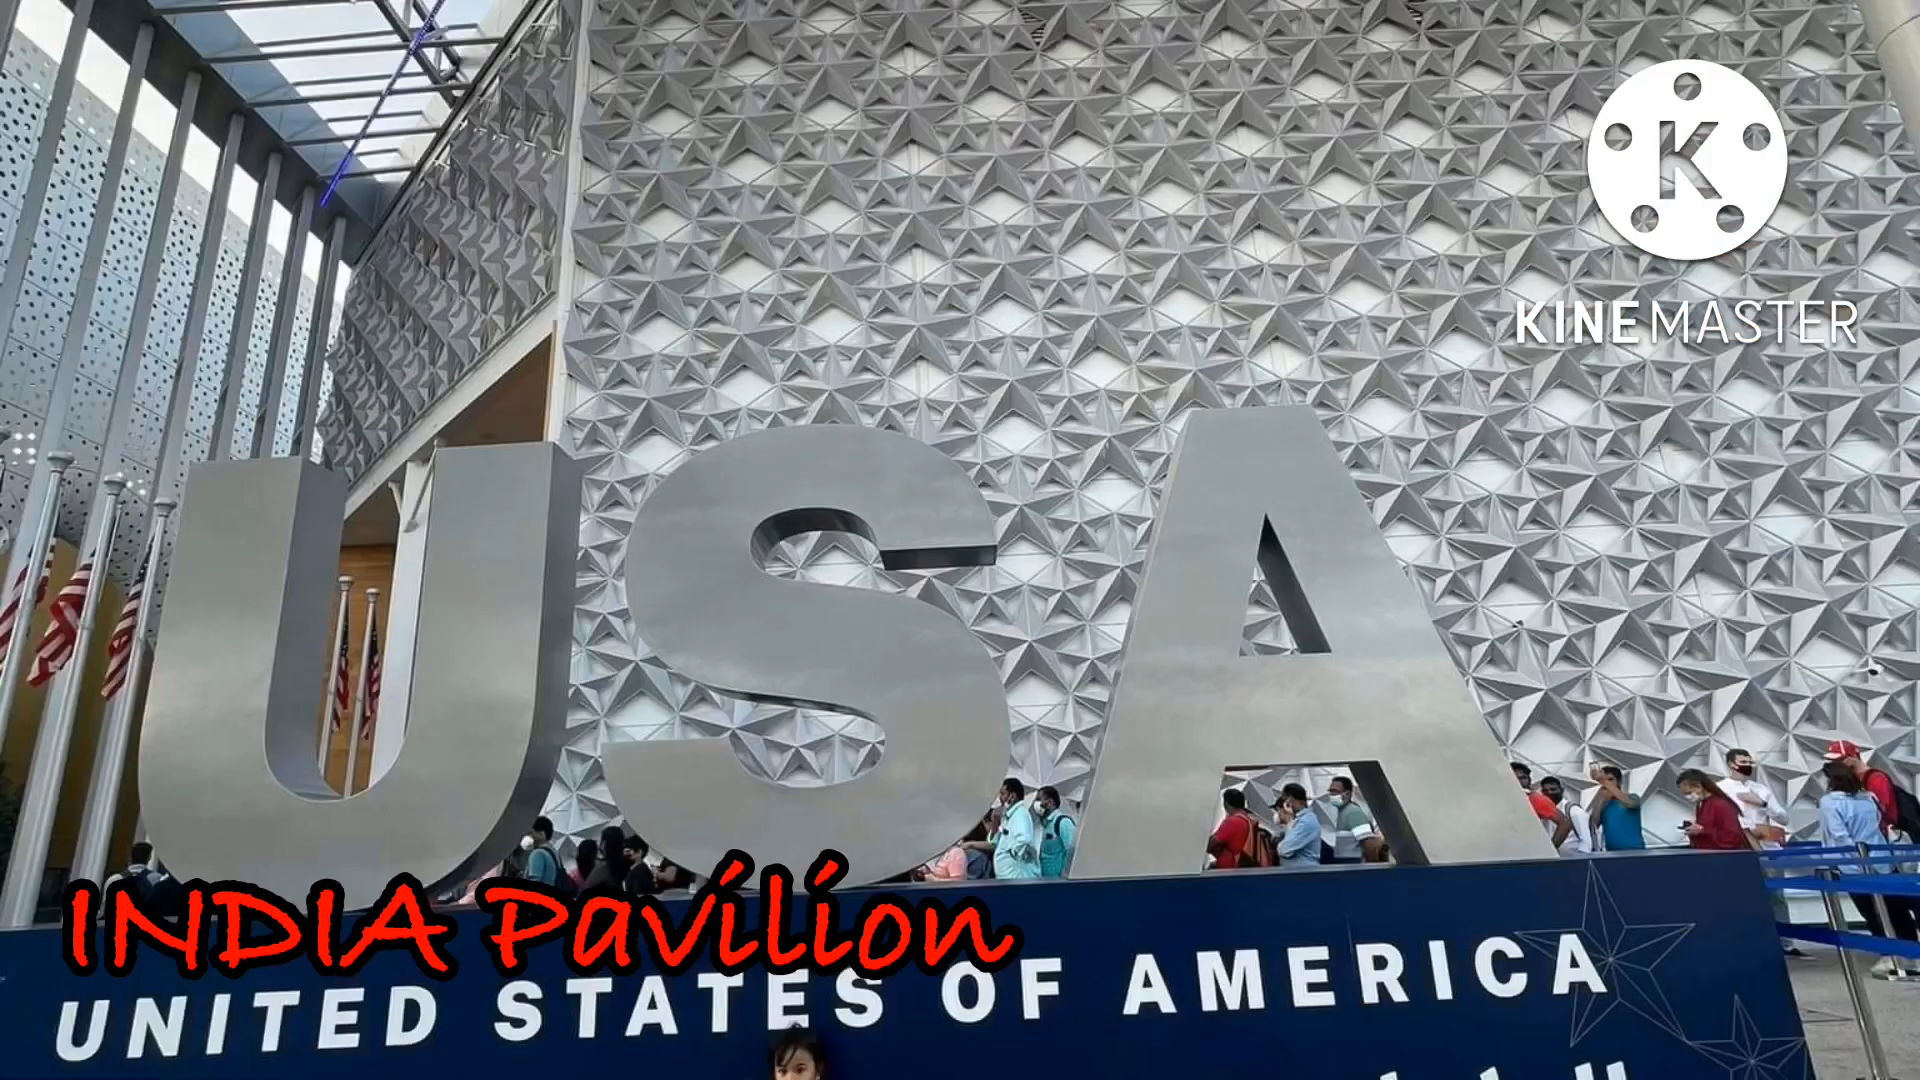 K
KINEMASTER
USA
INDIA Pavilion
UNITED STATES OF AMERICA